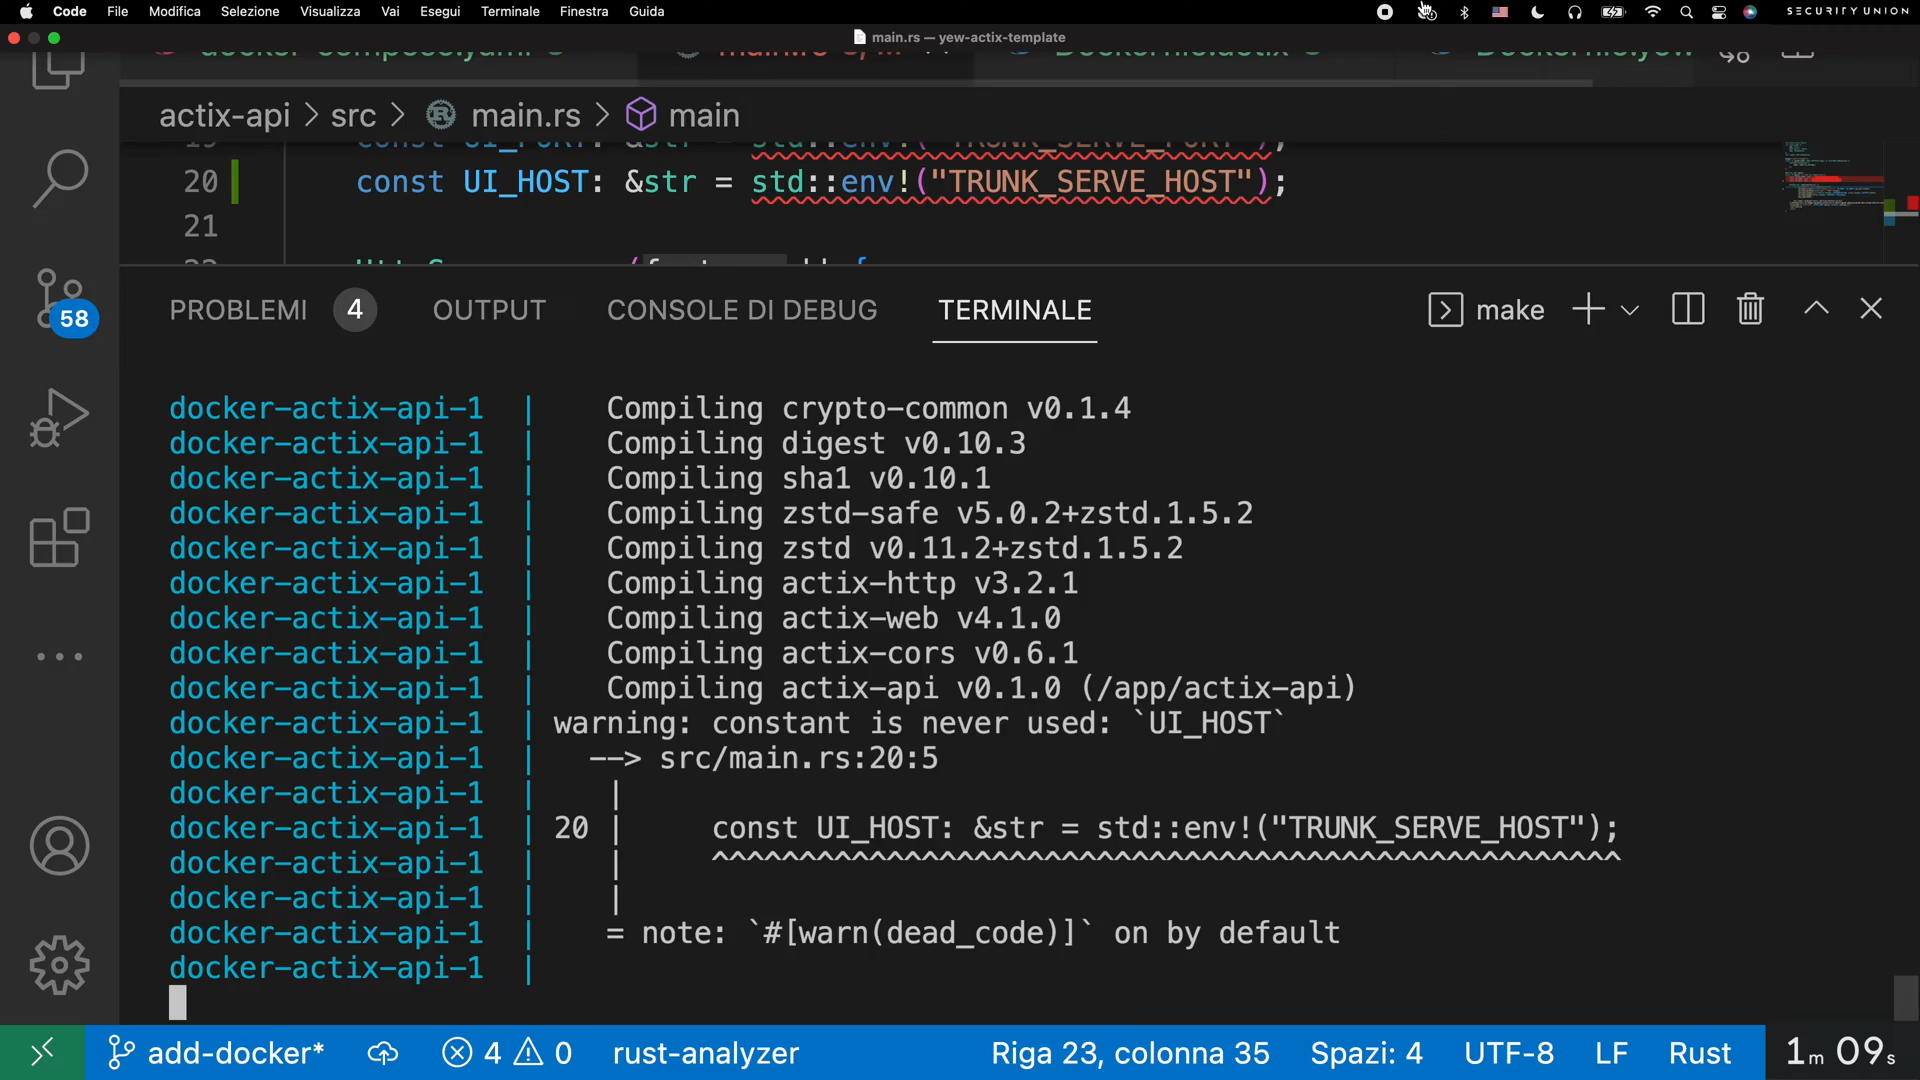 Code File Modifica Selezione Visualizza Vai Esegui Terminale Finestra Guida SECURITY UNION
main.rs — yew-actix-template
actix-api > src > main.rs > main
20 const UI_HOST: &str = std::env!("TRUNK_SERVE_HOST");
21
PROBLEMI 4 OUTPUT CONSOLE DI DEBUG TERMINALE make
docker-actix-api-1 | Compiling crypto-common v0.1.4
docker-actix-api-1 | Compiling digest v0.10.3
docker-actix-api-1 | Compiling sha1 v0.10.1
docker-actix-api-1 | Compiling zstd-safe v5.0.2+zstd.1.5.2
docker-actix-api-1 | Compiling zstd v0.11.2+zstd.1.5.2
docker-actix-api-1 | Compiling actix-http v3.2.1
docker-actix-api-1 | Compiling actix-web v4.1.0
docker-actix-api-1 | Compiling actix-cors v0.6.1
docker-actix-api-1 | Compiling actix-api v0.1.0 (/app/actix-api)
docker-actix-api-1 | warning: constant is never used: `UI_HOST`
docker-actix-api-1 | --> src/main.rs:20:5
docker-actix-api-1 | |
docker-actix-api-1 | 20 | const UI_HOST: &str = std::env!("TRUNK_SERVE_HOST");
docker-actix-api-1 | | ^^^^^^^^^^^^^^^^^^^^^^^^^^^^^^^^^^^^^^^^^^^^^^^^^^^^
docker-actix-api-1 | |
docker-actix-api-1 | = note: `#[warn(dead_code)]` on by default
docker-actix-api-1 |
58
add-docker* 4 0 rust-analyzer Riga 23, colonna 35 Spazi: 4 UTF-8 LF Rust 1m 09s